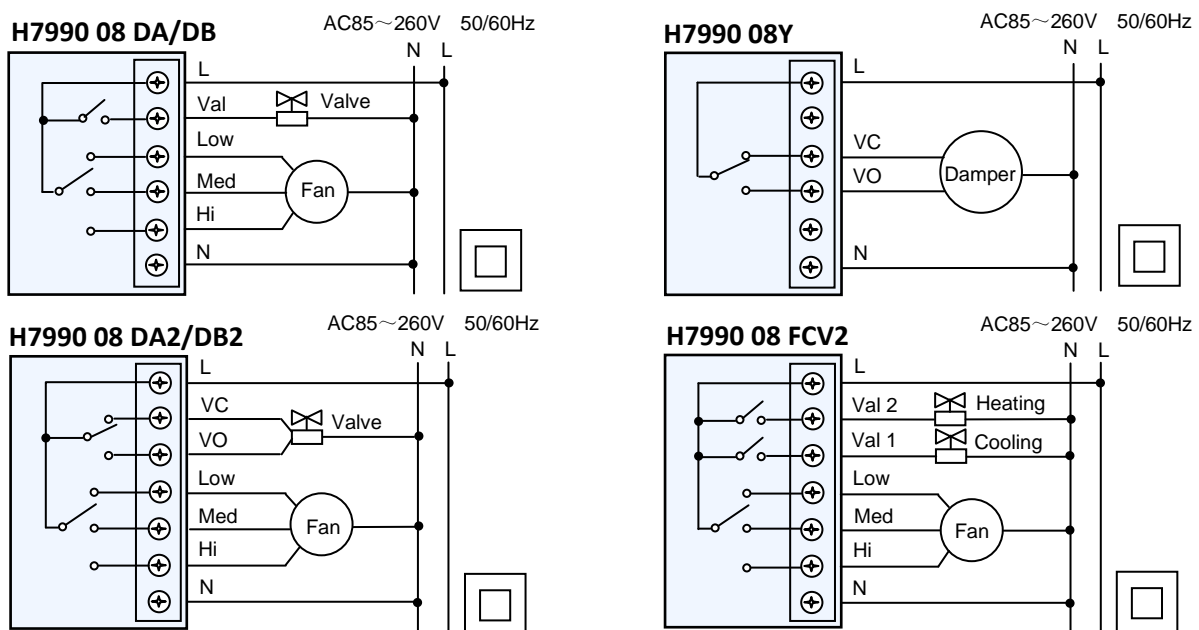 H7990 08 DA/DB
AC85～260V 50/60Hz
N L
L
Val
Valve
Low
Med
Fan
Hi
N
H7990 08Y
AC85～260V 50/60Hz
N L
L
VC
VO
Damper
N
H7990 08 DA2/DB2
AC85～260V 50/60Hz
N L
L
VC
Valve
VO
Low
Med
Fan
Hi
N
H7990 08 FCV2
AC85～260V 50/60Hz
N L
L
Val 2
Heating
Val 1
Cooling
Low
Med
Fan
Hi
N